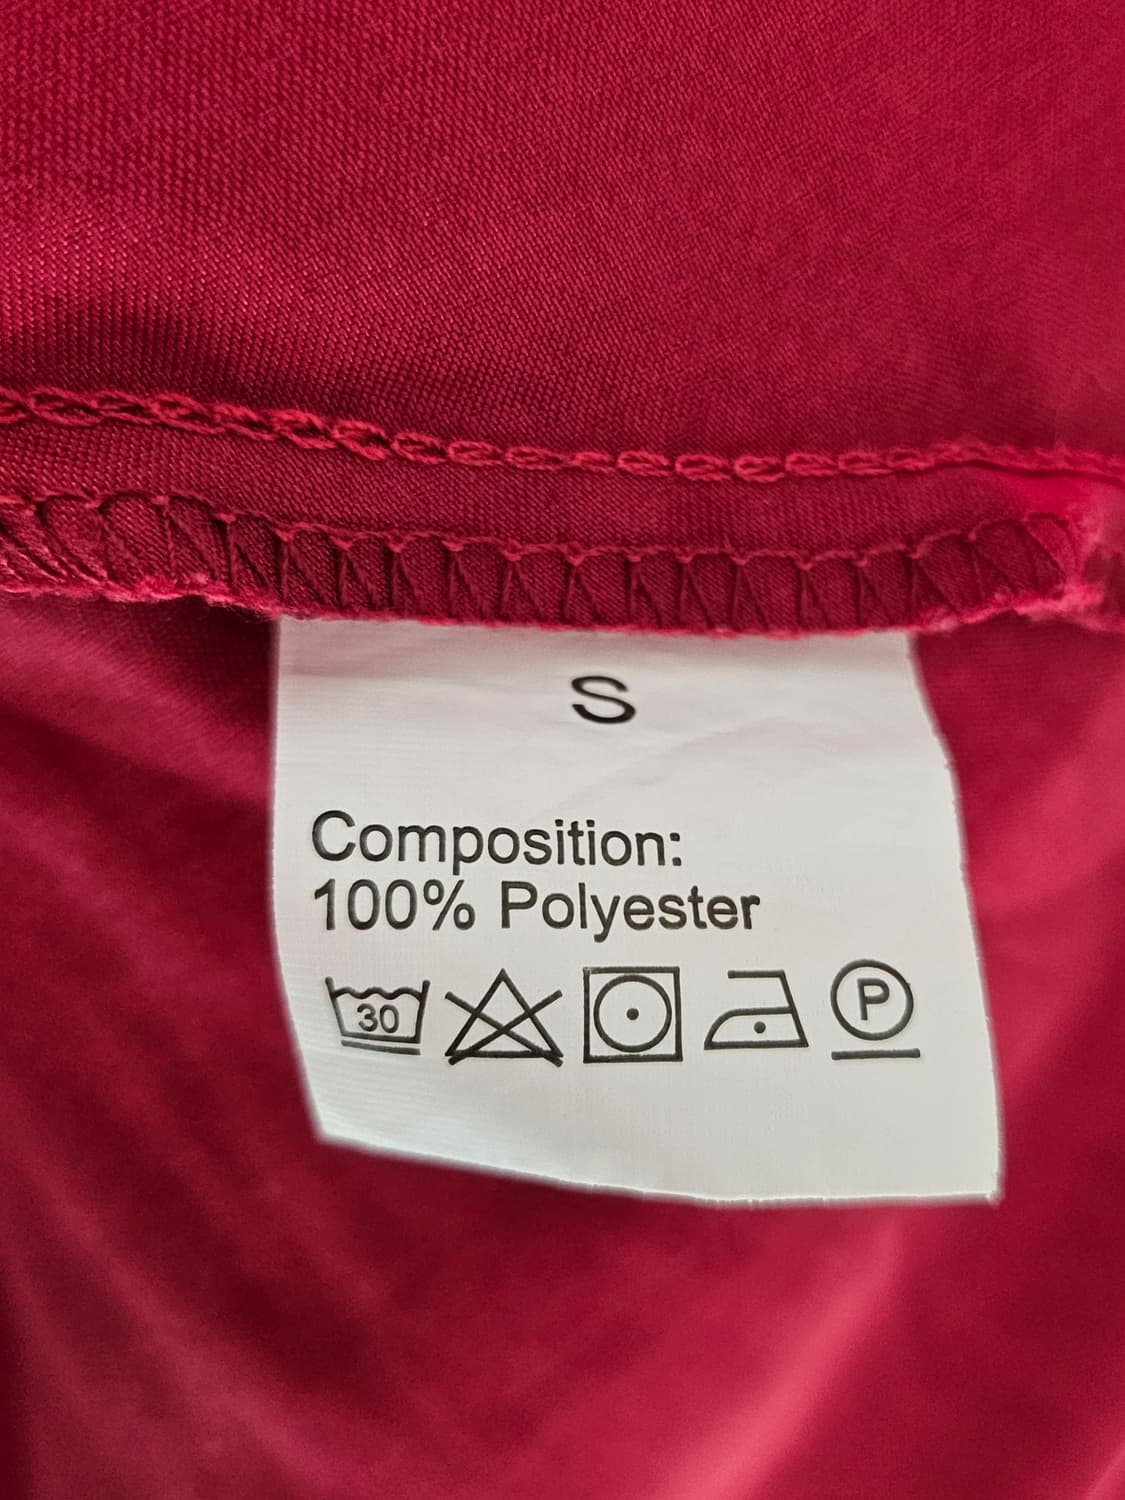 S
Composition:
100% Polyester
30 P